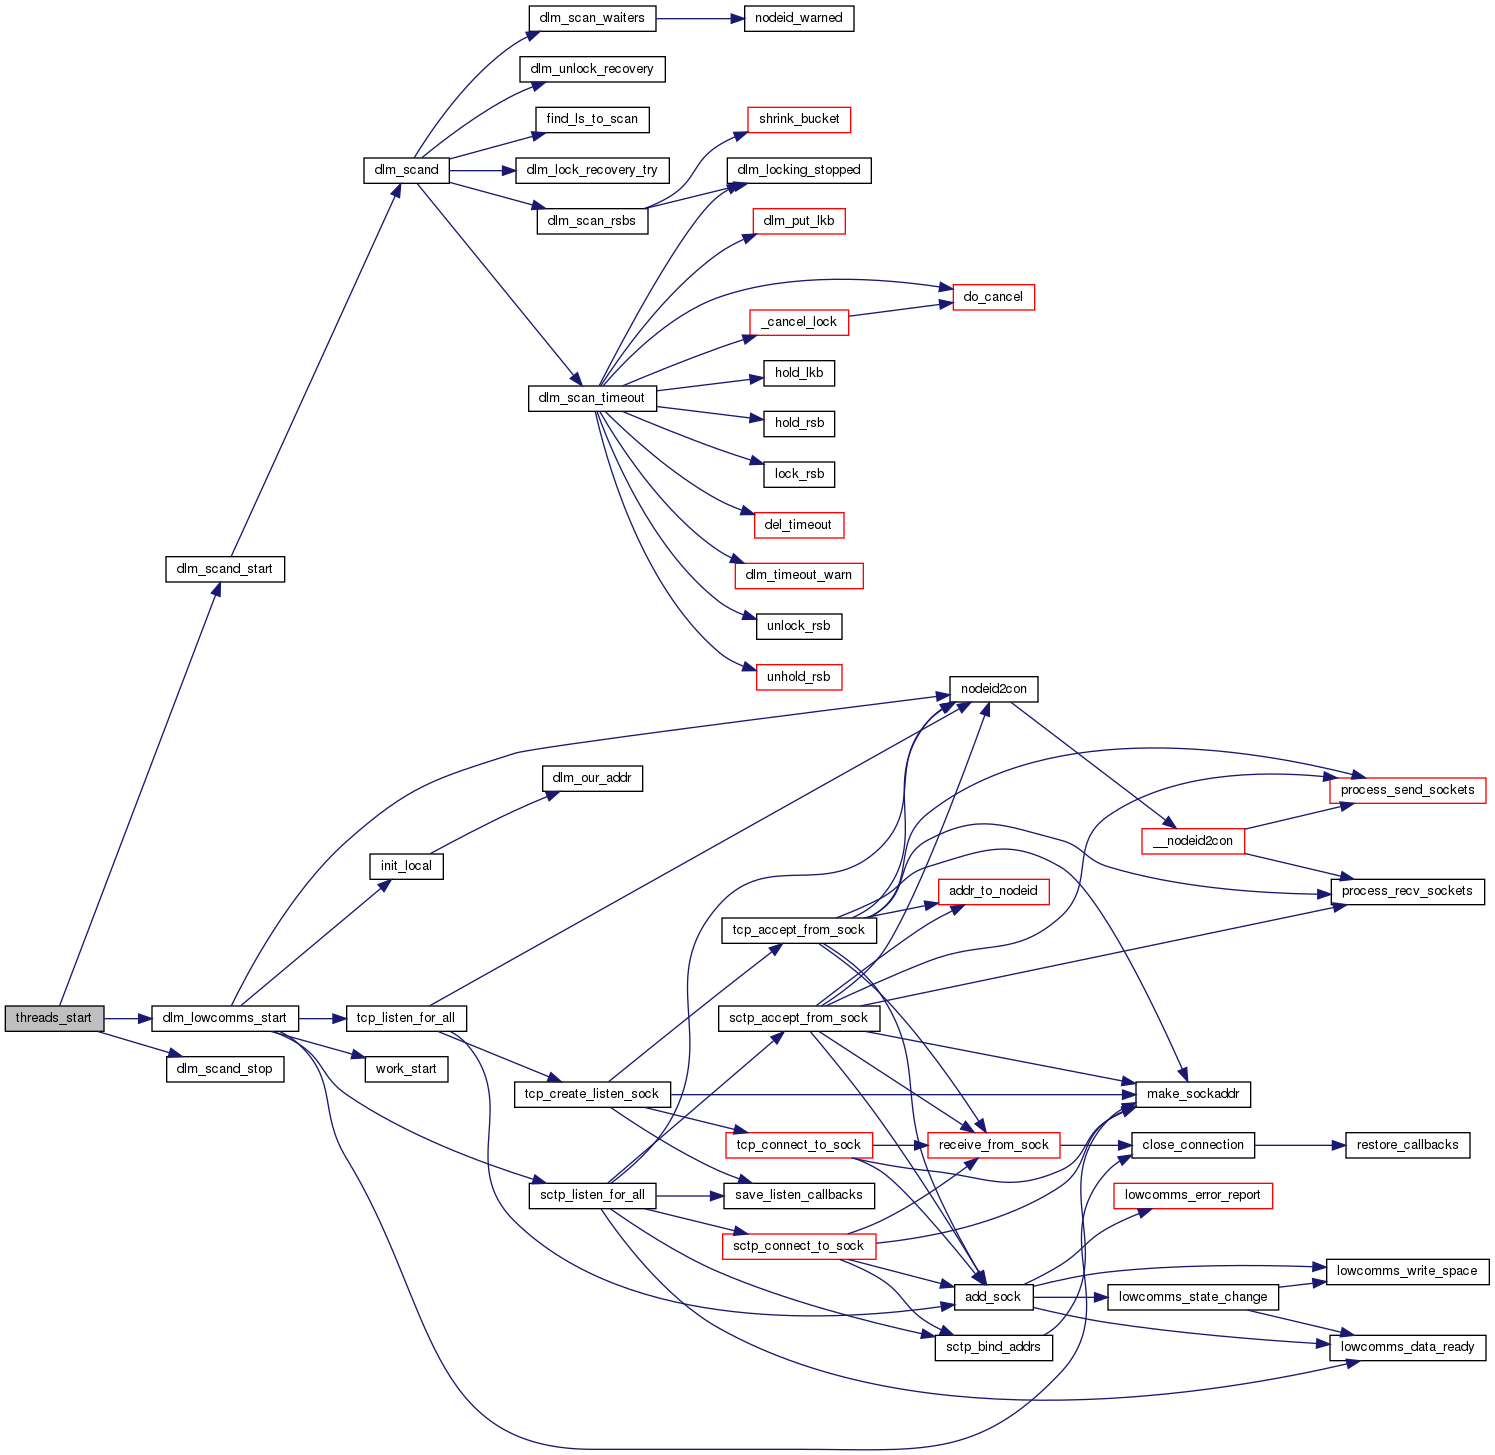 dlm_scan_waiters
nodeid_warned
dlm_unlock_recovery
find_ls_to_scan
shrink_bucket
dlm_scand
dlm_lock_recovery_try
dlm_locking_stopped
dlm_scan_rsbs
dlm_put_lkb
do_cancel
_cancel_lock
hold_lkb
dlm_scan_timeout
hold_rsb
lock_rsb
del_timeout
dlm_scand_start
dlm_timeout_warn
unlock_rsb
unhold_rsb
nodeid2con
dlm_our_addr
process_send_sockets
__nodeid2con
init_local
addr_to_nodeid
process_recv_sockets
tcp_accept_from_sock
threads_start
dlm_lowcomms_start
tcp_listen_for_all
sctp_accept_from_sock
dlm_scand_stop
work_start
tcp_create_listen_sock
make_sockaddr
tcp_connect_to_sock
receive_from_sock
close_connection
restore_callbacks
sctp_listen_for_all
save_listen_callbacks
lowcomms_error_report
sctp_connect_to_sock
lowcomms_write_space
add_sock
lowcomms_state_change
sctp_bind_addrs
lowcomms_data_ready